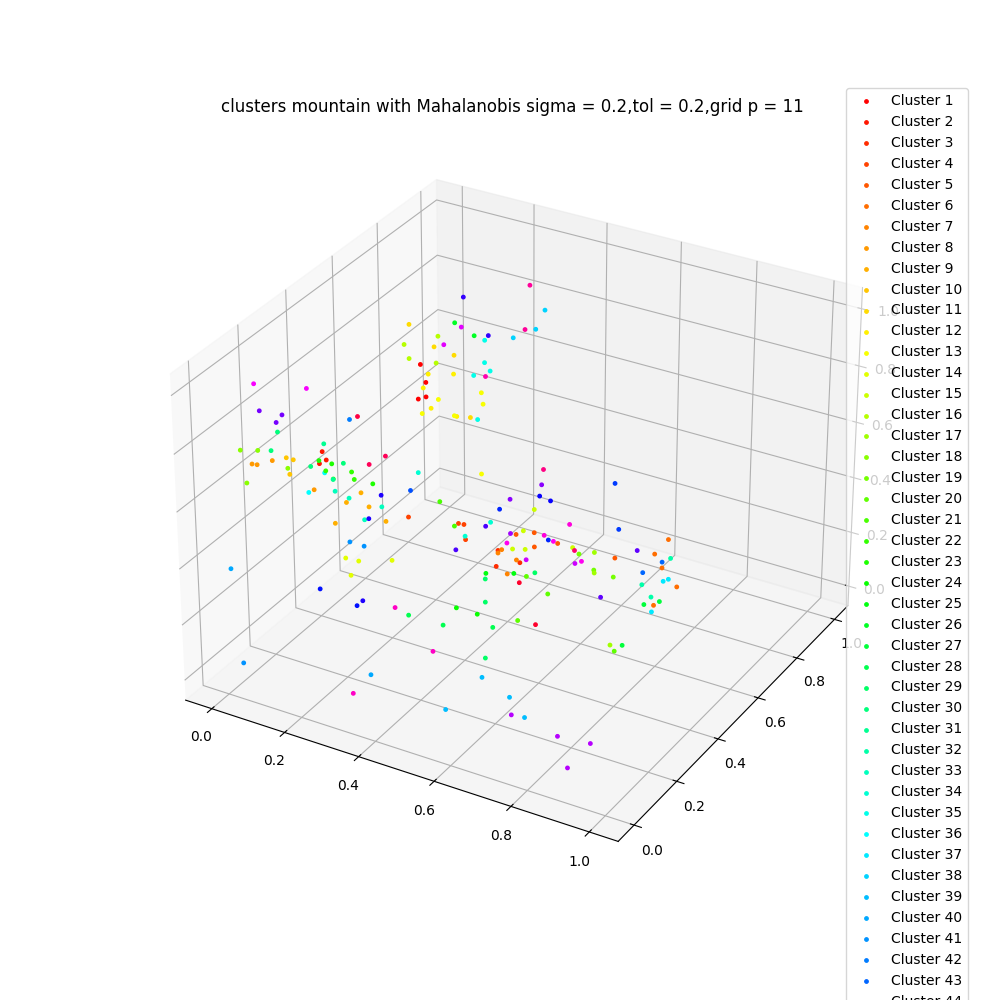 clusters mountain with Mahalanobis sigma = 0.2,tol = 0.2,grid p = 11
Cluster 1
Cluster 2
Cluster 3
Cluster 4
Cluster 5
Cluster 6
Cluster 7
Cluster 8
Cluster 9
Cluster 10
Cluster 11
Cluster 12
Cluster 13
Cluster 14
Cluster 15
Cluster 16
Cluster 17
Cluster 18
Cluster 19
Cluster 20
Cluster 21
Cluster 22
Cluster 23
Cluster 24
Cluster 25
Cluster 26
Cluster 27
Cluster 28
Cluster 29
Cluster 30
Cluster 31
Cluster 32
Cluster 33
Cluster 34
Cluster 35
Cluster 36
Cluster 37
Cluster 38
Cluster 39
Cluster 40
Cluster 41
Cluster 42
Cluster 43
Cluster 44
0.0
0.2
0.4
0.6
0.8
1.0
0.0
0.2
0.4
0.6
0.8
1.0
0.0
0.2
0.4
0.6
0.8
1.0